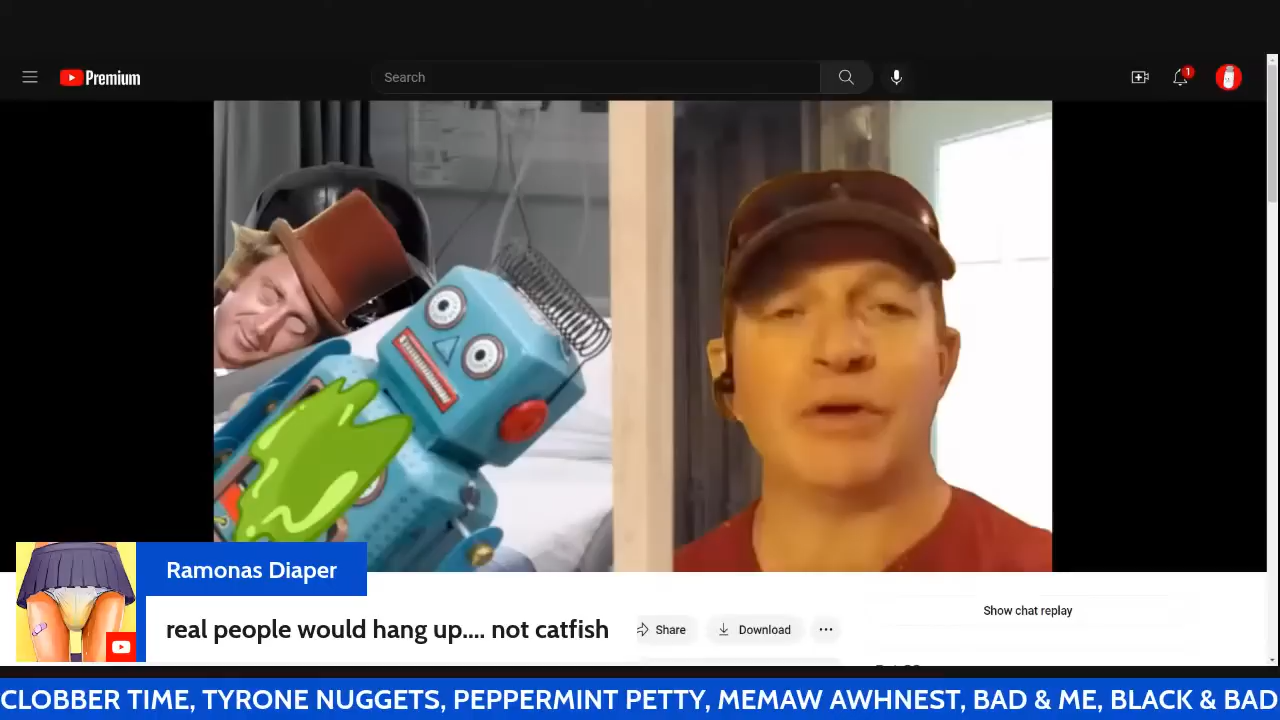 Premium
Search
1
Ramonas Diaper
real people would hang up.... not catfish
Share
Download
Show chat replay
CLOBBER TIME, TYRONE NUGGETS, PEPPERMINT PETTY, MEMAW AWHNEST, BAD & ME, BLACK & BAD